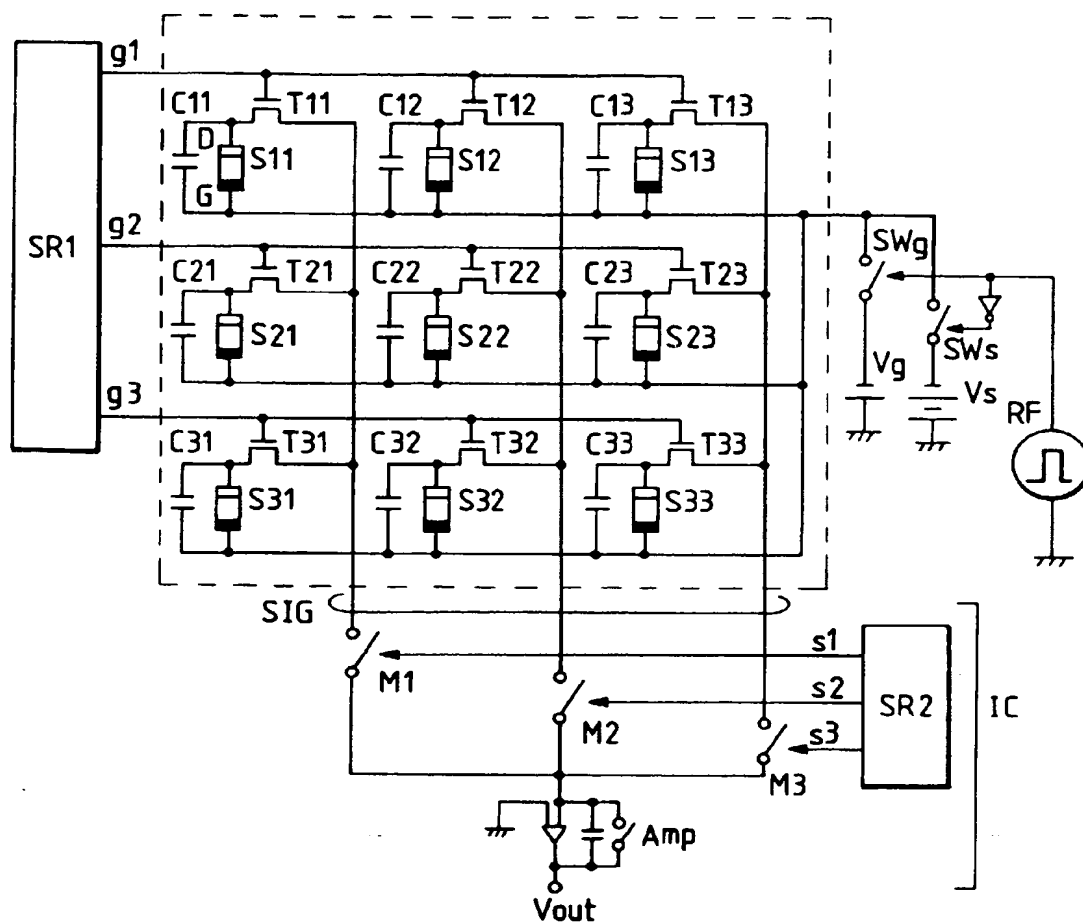 g1
C11 T11 C12 T12 C13 T13
D
S11 S12 S13
G
SR1
g2
SWg
C21 T21 C22 T22 C23 T23
S21 S22 S23
SWs
Vg
Vs
g3
RF
C31 T31 C32 T32 C33 T33
S31 S32 S33
SIG
s1
M1
s2
SR2
IC
M2
s3
M3
Amp
Vout